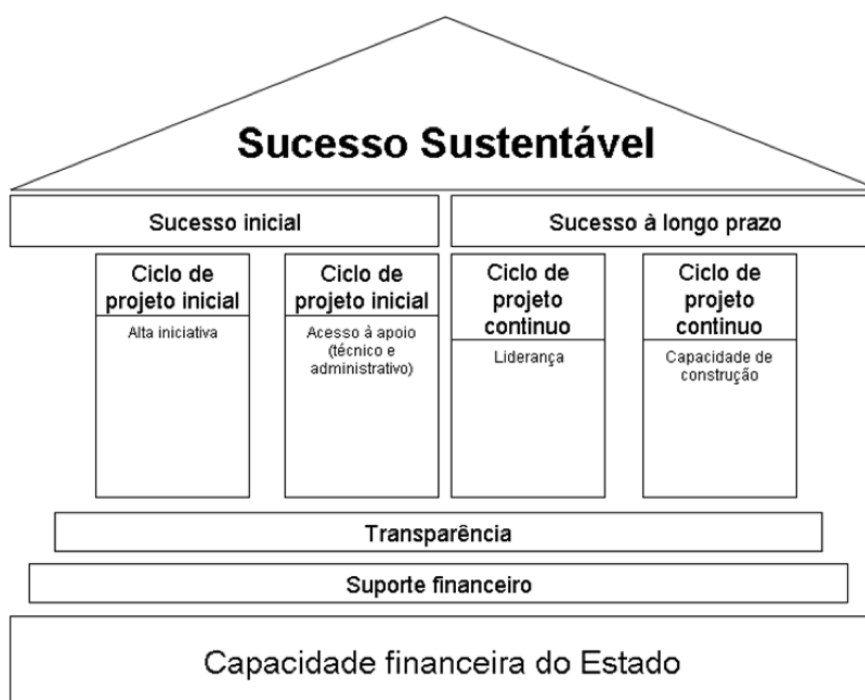 Sucesso Sustentável
Sucesso inicial
Sucesso à longo prazo
Ciclo de
projeto inicial
Alta iniciativa
Ciclo de
projeto inicial
Acesso à apoio
(técnico e
administrativo)
Ciclo de
projeto
continuo
Liderança
Ciclo de
projeto
continuo
Capacidade de
construção
Transparência
Suporte financeiro
Capacidade financeira do Estado